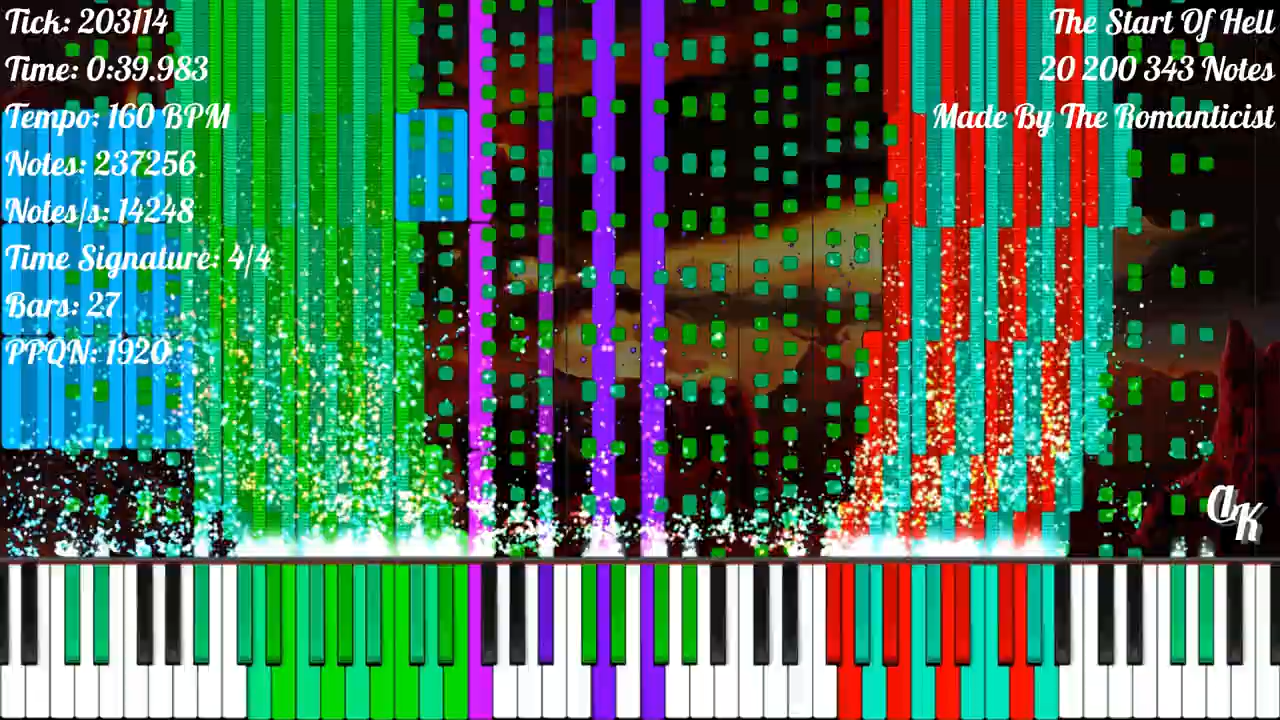 Tick: 203114
Time: 0:39.983
Tempo: 160 BPM
Notes: 237256
Notes/s: 14248
Time Signature: 4/4
Bars: 27
PPQN: 1920
The Start Of Hell
20 200 343 Notes
Made By The Romanticist